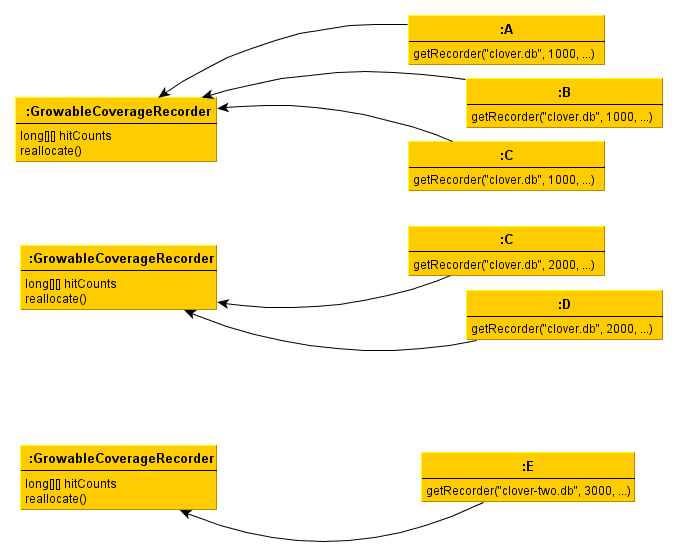 :A
getRecorder("clover.db", 1000, ...)
:B
getRecorder("clover.db", 1000, ...)
:GrowableCoverageRecorder
long[][] hitCounts
reallocate()
:C
getRecorder("clover.db", 1000, ...)
:C
getRecorder("clover.db", 2000, ...)
:GrowableCoverageRecorder
long[][] hitCounts
reallocate()
:D
getRecorder("clover.db", 2000, ...)
:GrowableCoverageRecorder
long[][] hitCounts
reallocate()
:E
getRecorder("clover-two.db", 3000, ...)